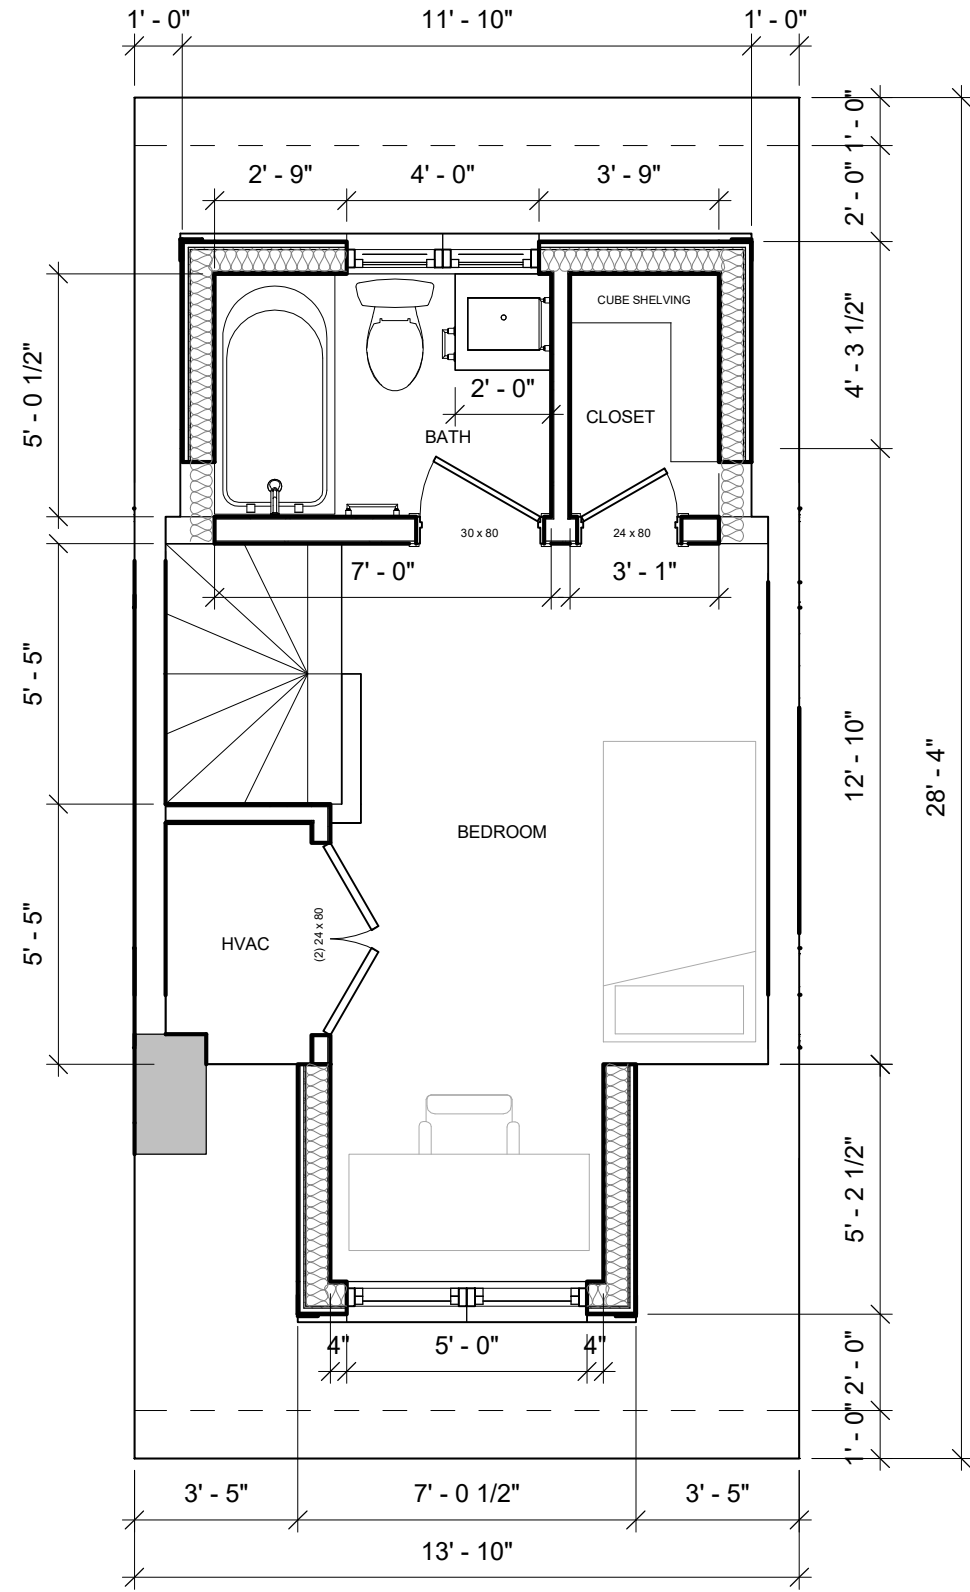 1' - 0" 11' - 10" 1' - 0"
1' - 0"
2' - 0"
2' - 9" 4' - 0" 3' - 9"
CUBE SHELVING
4' - 3 1/2"
5' - 0 1/2"
2' - 0"
CLOSET
BATH
30 x 80 24 x 80
7' - 0" 3' - 1"
5' - 5"
12' - 10"
28' - 4"
BEDROOM
HVAC
(2) 24 x 80
5' - 5"
5' - 2 1/2"
4" 5' - 0" 4"
2' - 0"
1' - 0"
3' - 5" 7' - 0 1/2" 3' - 5"
13' - 10"